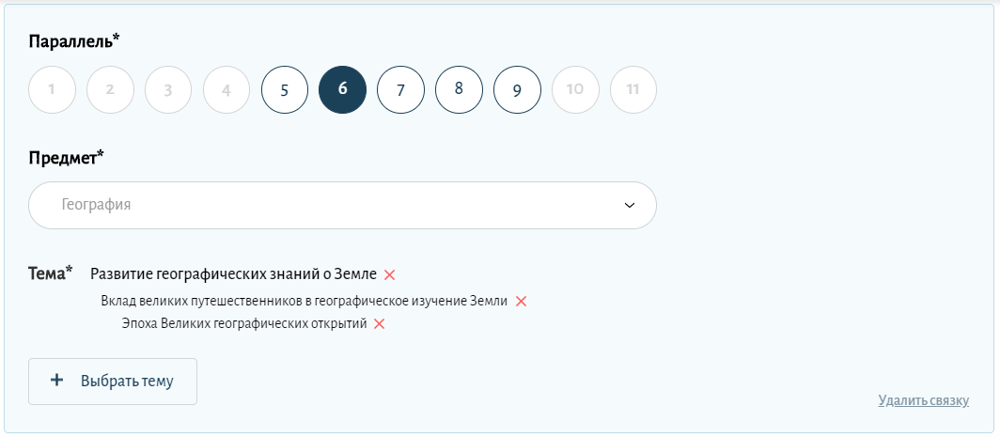 Параллель*
1 2 3 4 5 6 7 8 9 10 11
Предмет*
География
Тема* Развитие географических знаний о Земле
Вклад великих путешественников в географическое изучение Земли
Эпоха Великих географических открытий
+ Выбрать тему
Удалить связку